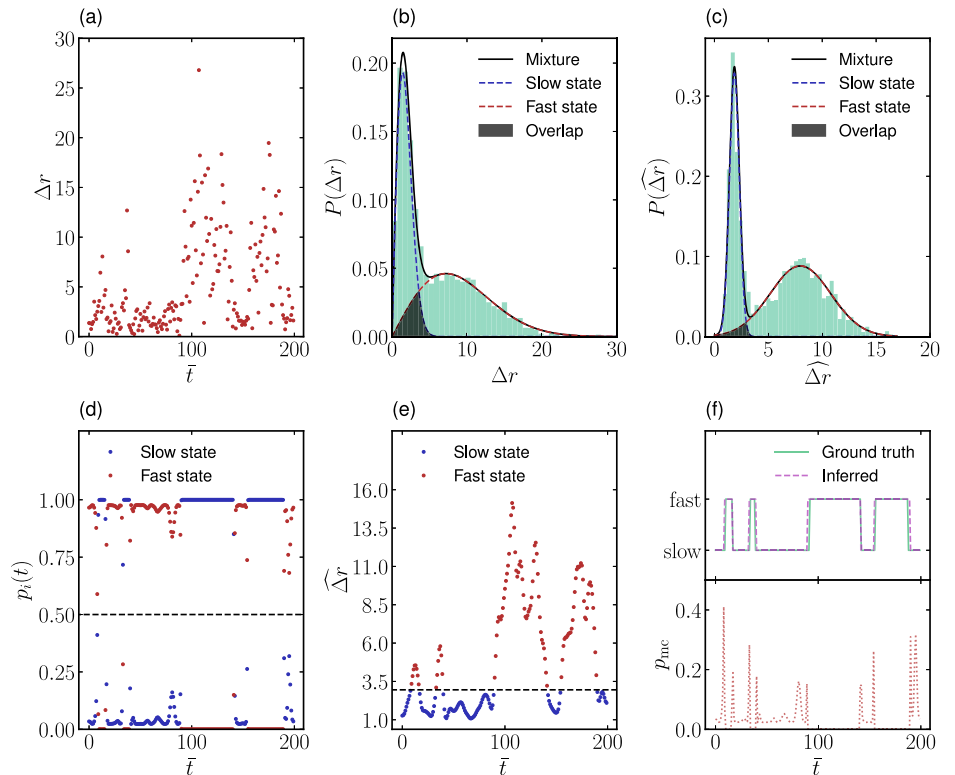 (a)
30
25
20
15
10
5
0
Δr
0
100
200
t̄
(b)
0.20
0.15
0.10
0.05
0.00
P(Δr)
Mixture
Slow state
Fast state
Overlap
0
10
20
30
Δr
(c)
0.3
0.2
0.1
0.0
P(Δ̂r)
Mixture
Slow state
Fast state
Overlap
0
5
10
15
20
Δ̂r
(d)
Slow state
Fast state
1.00
0.75
0.50
0.25
0.00
pᵢ(t)
0
100
200
t̄
(e)
Slow state
Fast state
16.0
13.5
11.0
8.5
6.0
3.5
1.0
Δ̂r
0
100
200
t̄
(f)
Ground truth
Inferred
fast
slow
0.4
0.2
0.0
p_mc
0
100
200
t̄